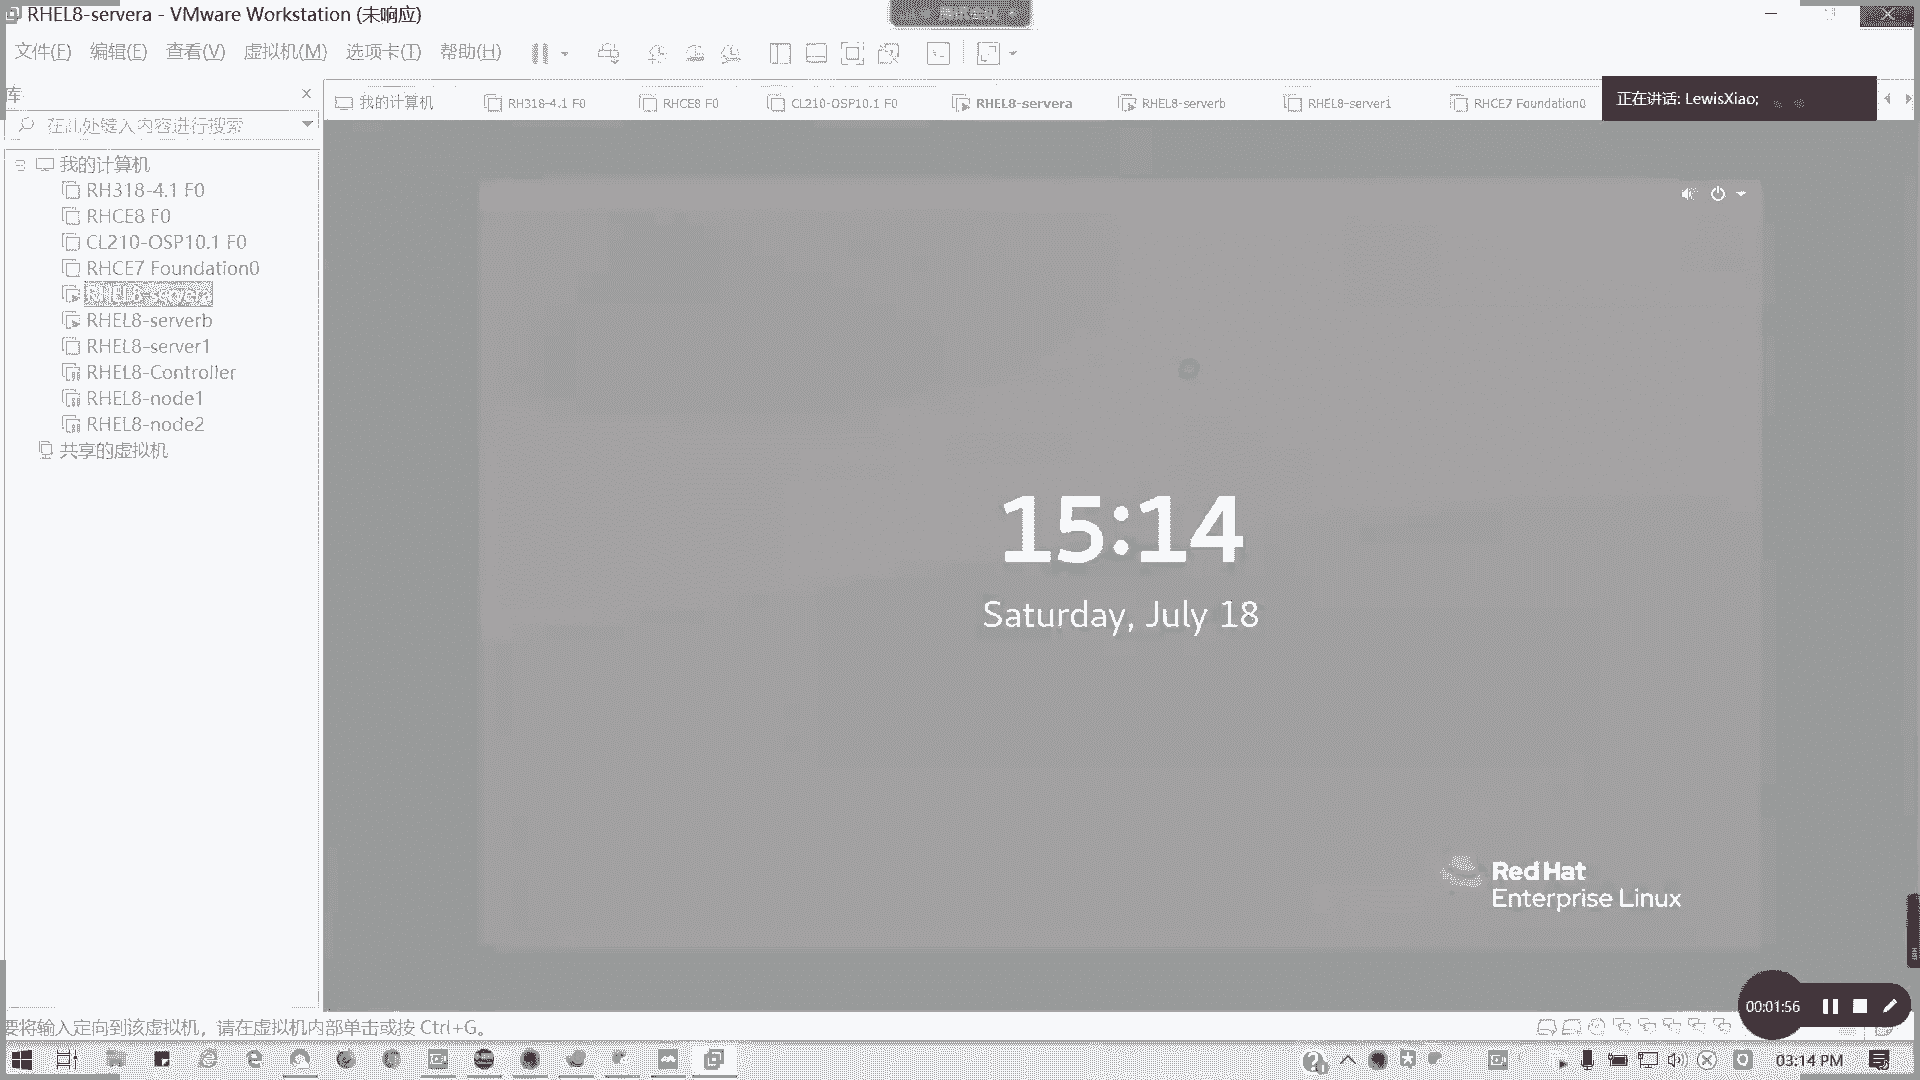 RHEL8-servera - VMware Workstation (未响应)
文件(F) 编辑(E) 查看(V) 虚拟机(M) 选项卡(T) 帮助(H)
库
在此处键入内容进行搜索
我的计算机
RH318-4.1 F0
RHCE8 F0
CL210-OSP10.1 F0
RHCE7 Foundation0
RHEL8-servera
RHEL8-serverb
RHEL8-server1
RHEL8-Controller
RHEL8-node1
RHEL8-node2
共享的虚拟机
我的计算机 RH318-4.1 F0 RHCE8 F0 CL210-OSP10.1 F0 RHEL8-servera RHEL8-serverb RHEL8-server1 RHCE7 Foundation0
正在讲话: LewisXiao;
15:14
Saturday, July 18
Red Hat
Enterprise Linux
00:01:56
要将输入定向到该虚拟机，请在虚拟机内部单击或按 Ctrl+G。
03:14 PM